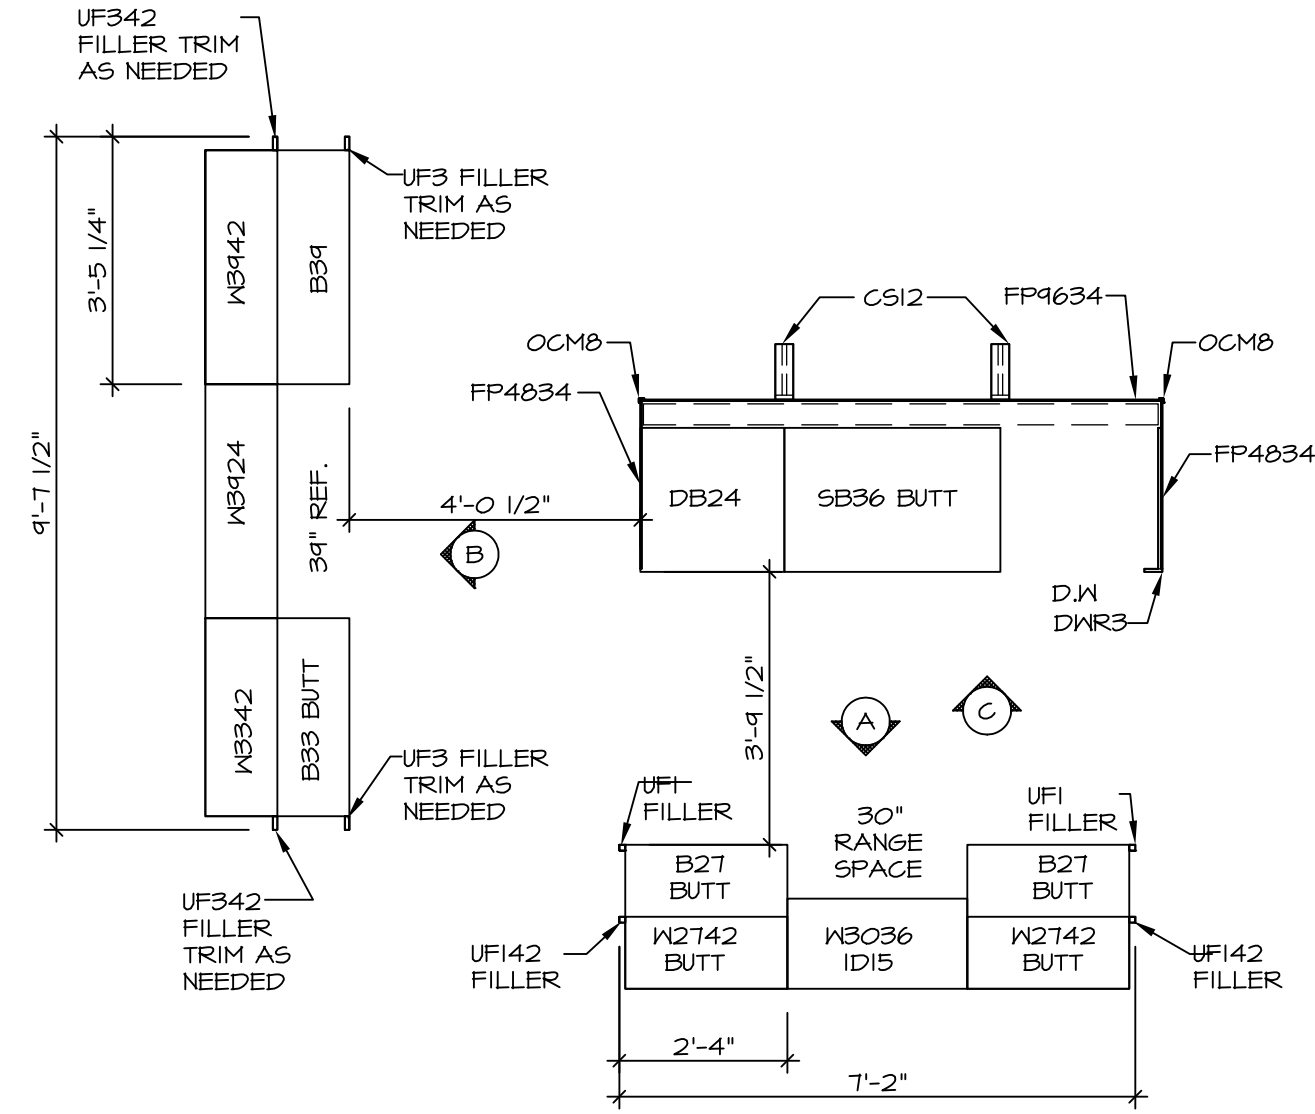 UF342
FILLER TRIM
AS NEEDED
UF3 FILLER
TRIM AS
NEEDED
3'-5 1/4"
W3942
B39
9'-7 1/2"
W3924
39" REF.
4'-0 1/2"
B
W3342
B33 BUTT
UF3 FILLER
TRIM AS
NEEDED
UF342
FILLER
TRIM AS
NEEDED
CS12
FP9634
OCM8
OCM8
FP4834
FP4834
DB24
SB36 BUTT
D.W
DWR3
3'-9 1/2"
A
C
UF1
FILLER
30"
RANGE
SPACE
UF1
FILLER
B27
BUTT
B27
BUTT
W2742
BUTT
W3036
1D15
W2742
BUTT
UF142
FILLER
UF142
FILLER
2'-4"
7'-2"